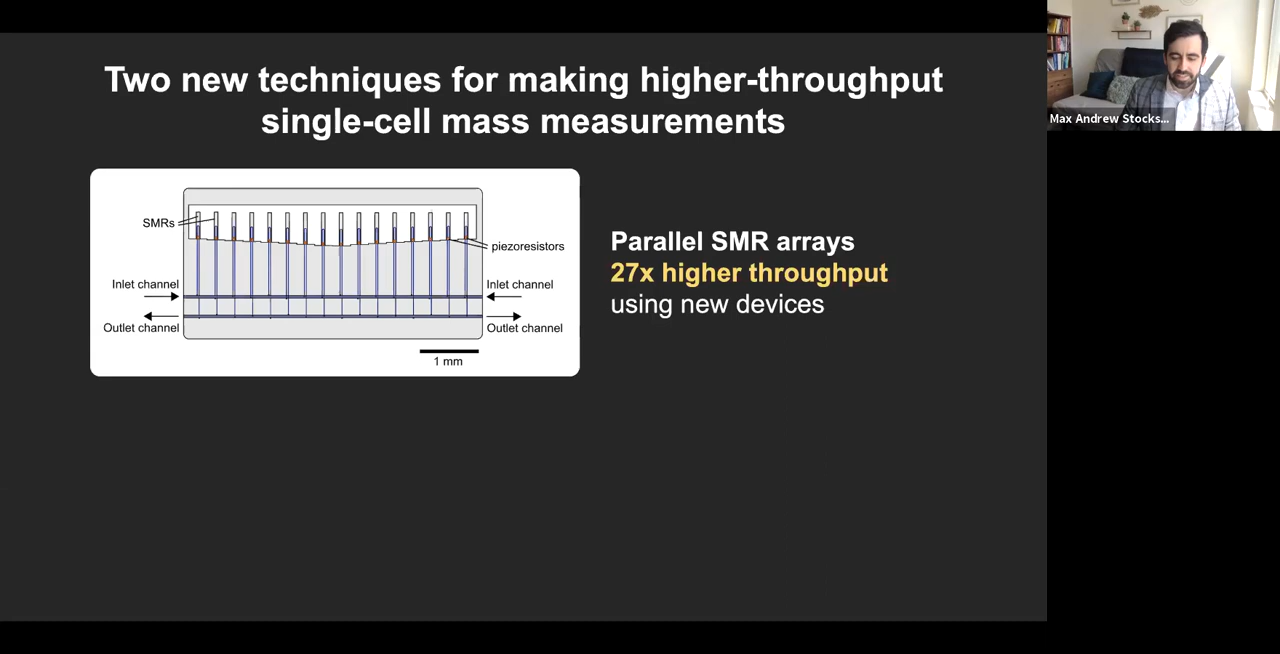 Two new techniques for making higher-throughput
single-cell mass measurements
SMRs
piezoresistors
Inlet channel
Inlet channel
Outlet channel
Outlet channel
1 mm
Parallel SMR arrays
27x higher throughput
using new devices
Max Andrew Stocks...